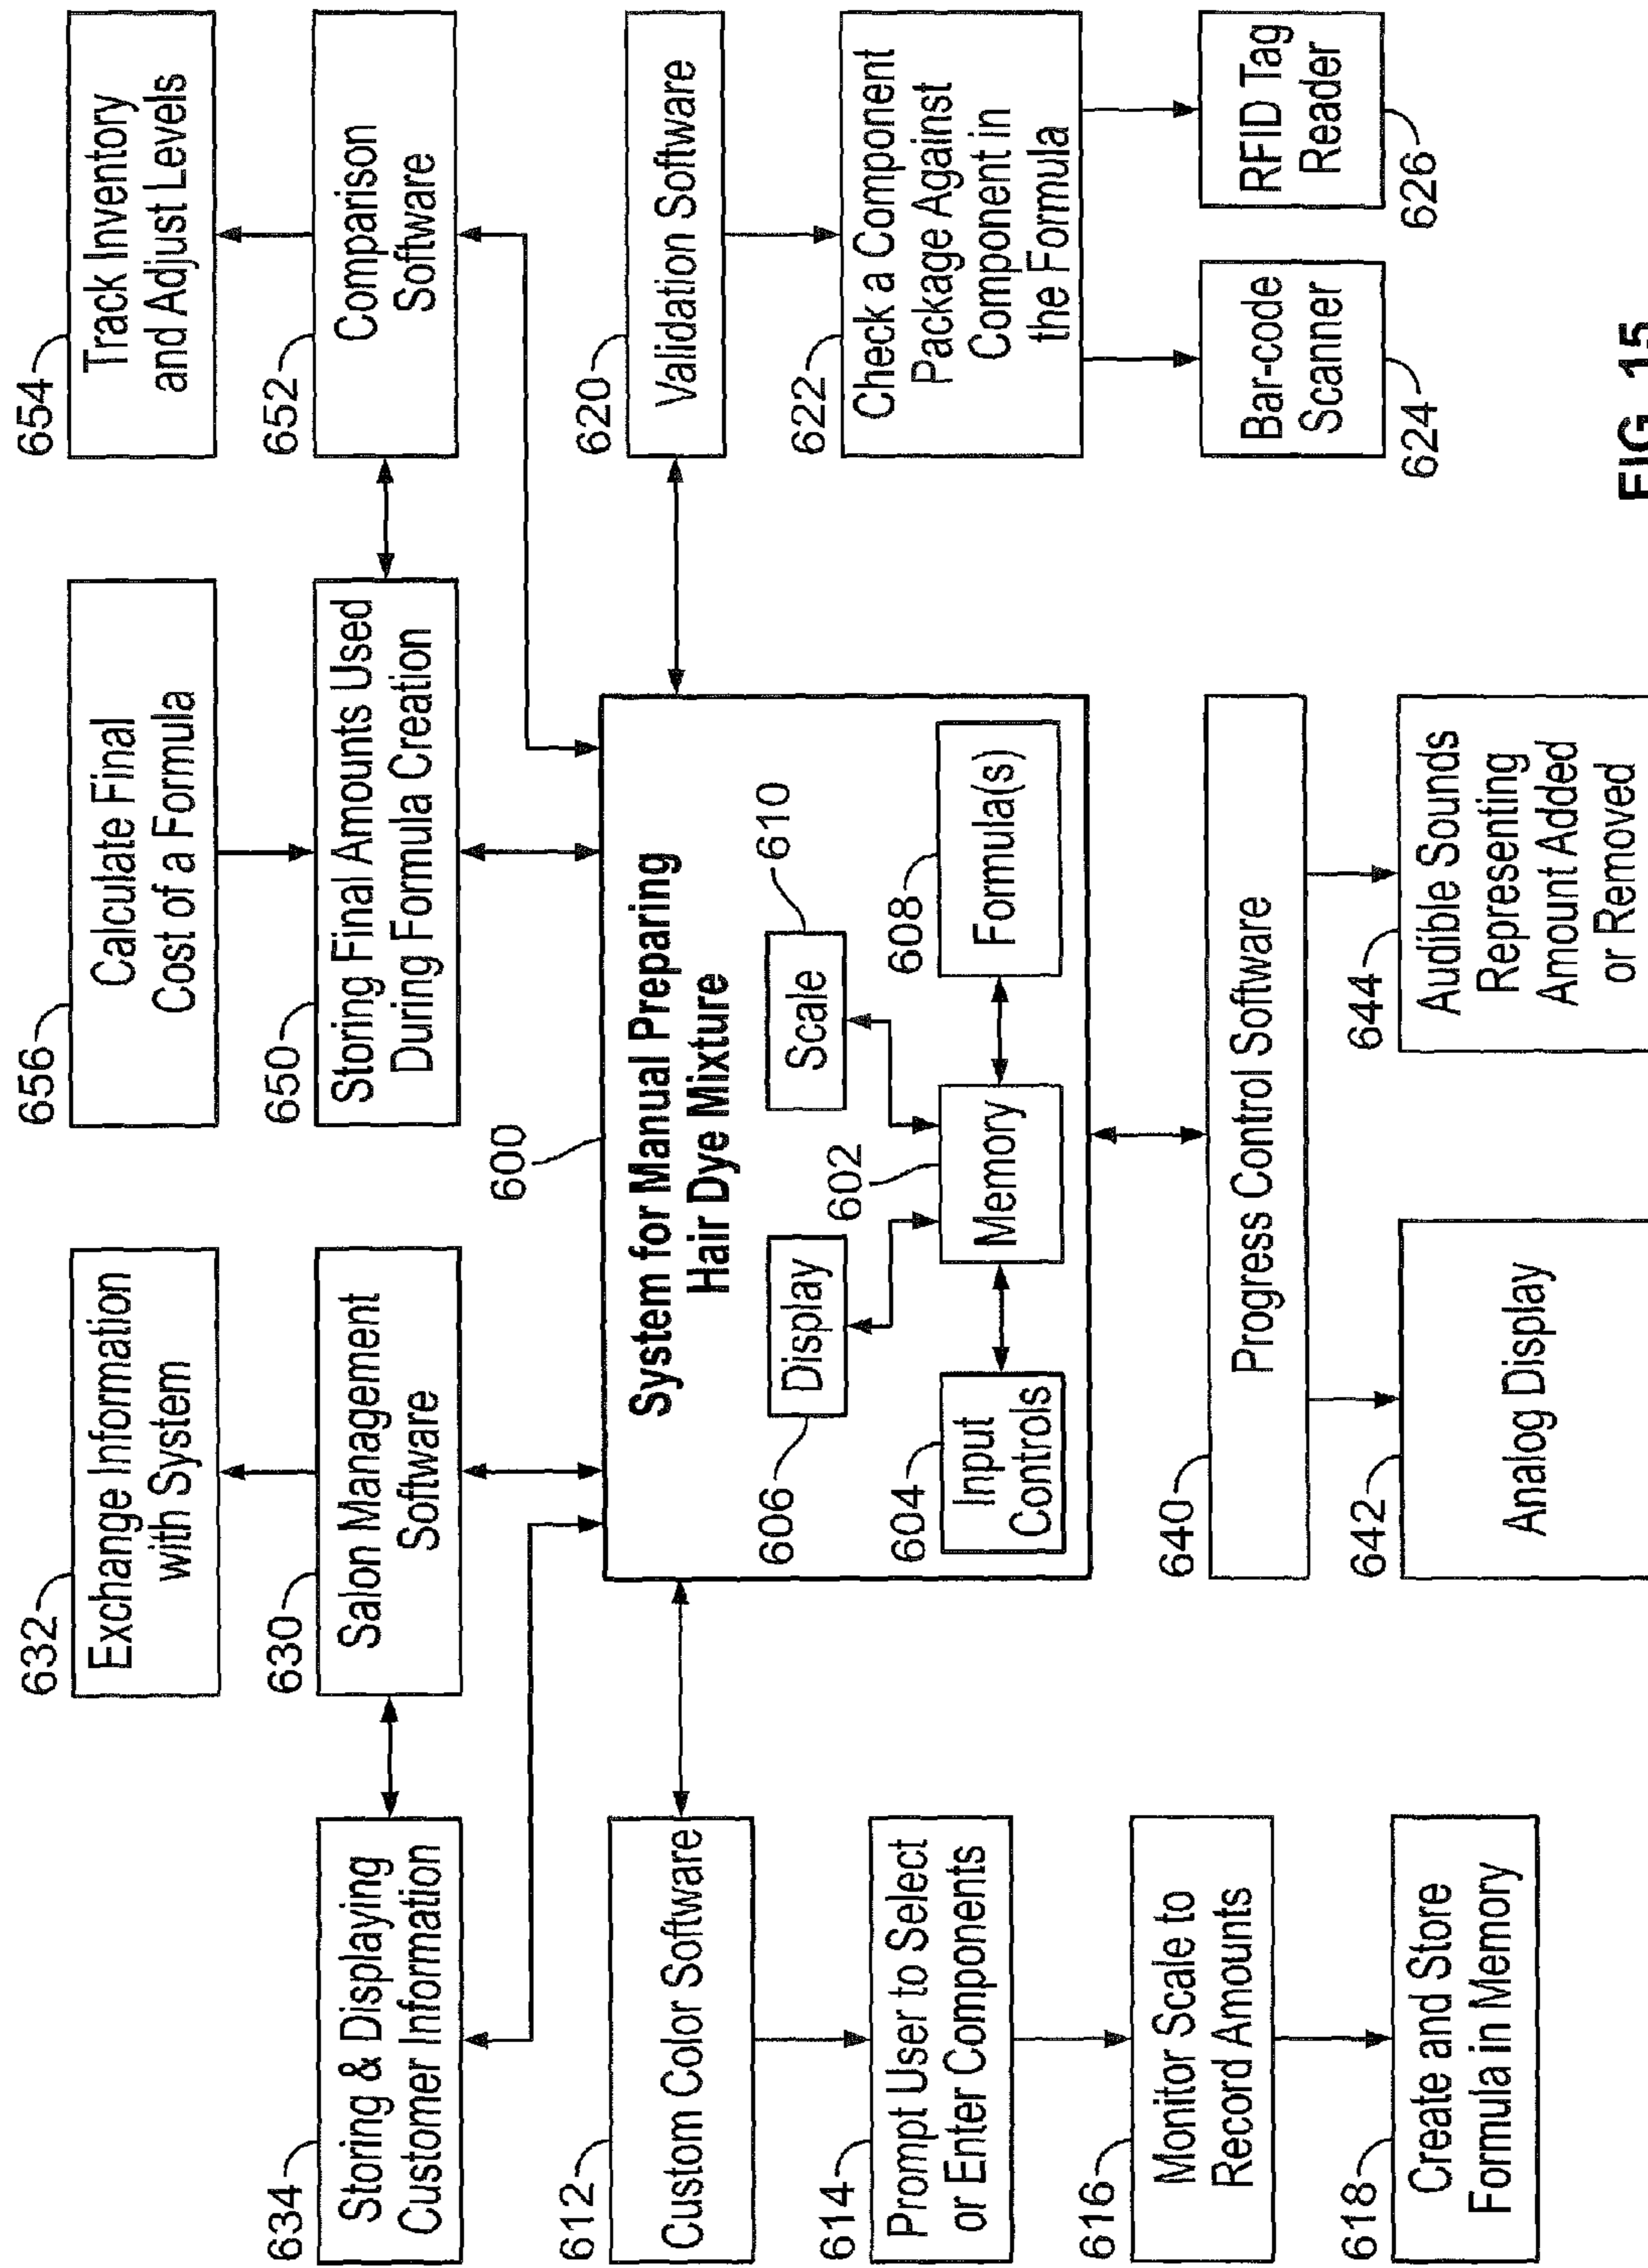 632
Exchange Information
with System
656
Calculate Final
Cost of a Formula
654
Track Inventory
and Adjust Levels
634
Storing & Displaying
Customer Information
630
Salon Management
Software
650
Storing Final Amounts Used
During Formula Creation
652
Comparison
Software
600
612
Custom Color Software
614
Prompt User to Select
or Enter Components
616
Monitor Scale to
Record Amounts
618
Create and Store
Formula in Memory
System for Manual Preparing
Hair Dye Mixture
606
Display
Scale
610
604
Input
Controls
602
Memory
608
Formula(s)
620
Validation Software
622
Check a Component
Package Against
Component in
the Formula
Bar-code
Scanner
624
RFID Tag
Reader
626
640
Progress Control Software
642
Analog Display
644
Audible Sounds
Representing
Amount Added
or Removed
FIG. 15